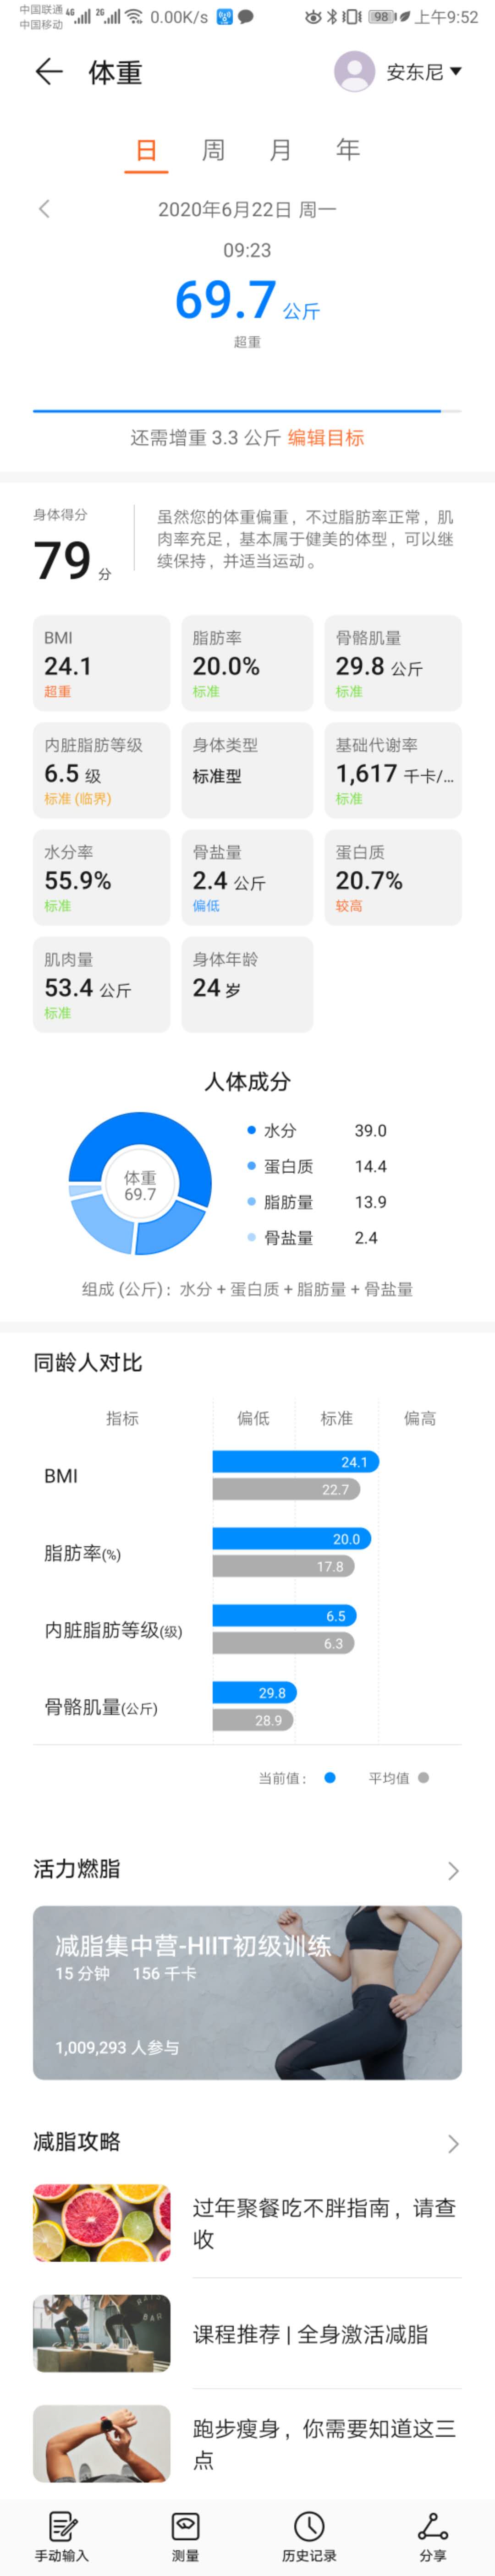 中国联通 4G 2G 0.00K/s 98 上午9:52
中国移动
体重 安东尼
日 周 月 年
2020年6月22日 周一
09:23
69.7 公斤
超重
还需增重 3.3 公斤 编辑目标
身体得分
79 分
虽然您的体重偏重，不过脂肪率正常，肌
肉率充足，基本属于健美的体型，可以继
续保持，并适当运动。
BMI 脂肪率 骨骼肌量
24.1 20.0% 29.8 公斤
超重 标准 标准
内脏脂肪等级 身体类型 基础代谢率
6.5 级 标准型 1,617 千卡/...
标准 (临界) 标准
水分率 骨盐量 蛋白质
55.9% 2.4 公斤 20.7%
标准 偏低 较高
肌肉量 身体年龄
53.4 公斤 24 岁
标准
人体成分
体重
69.7
水分 39.0
蛋白质 14.4
脂肪量 13.9
骨盐量 2.4
组成 (公斤)：水分 + 蛋白质 + 脂肪量 + 骨盐量
同龄人对比
指标 偏低 标准 偏高
BMI 24.1
22.7
脂肪率(%) 20.0
17.8
内脏脂肪等级(级) 6.5
6.3
骨骼肌量(公斤) 29.8
28.9
当前值： 平均值
活力燃脂
减脂集中营-HIIT初级训练
15 分钟 156 千卡
1,009,293 人参与
减脂攻略
过年聚餐吃不胖指南，请查
收
课程推荐 | 全身激活减脂
跑步瘦身，你需要知道这三
点
手动输入 测量 历史记录 分享